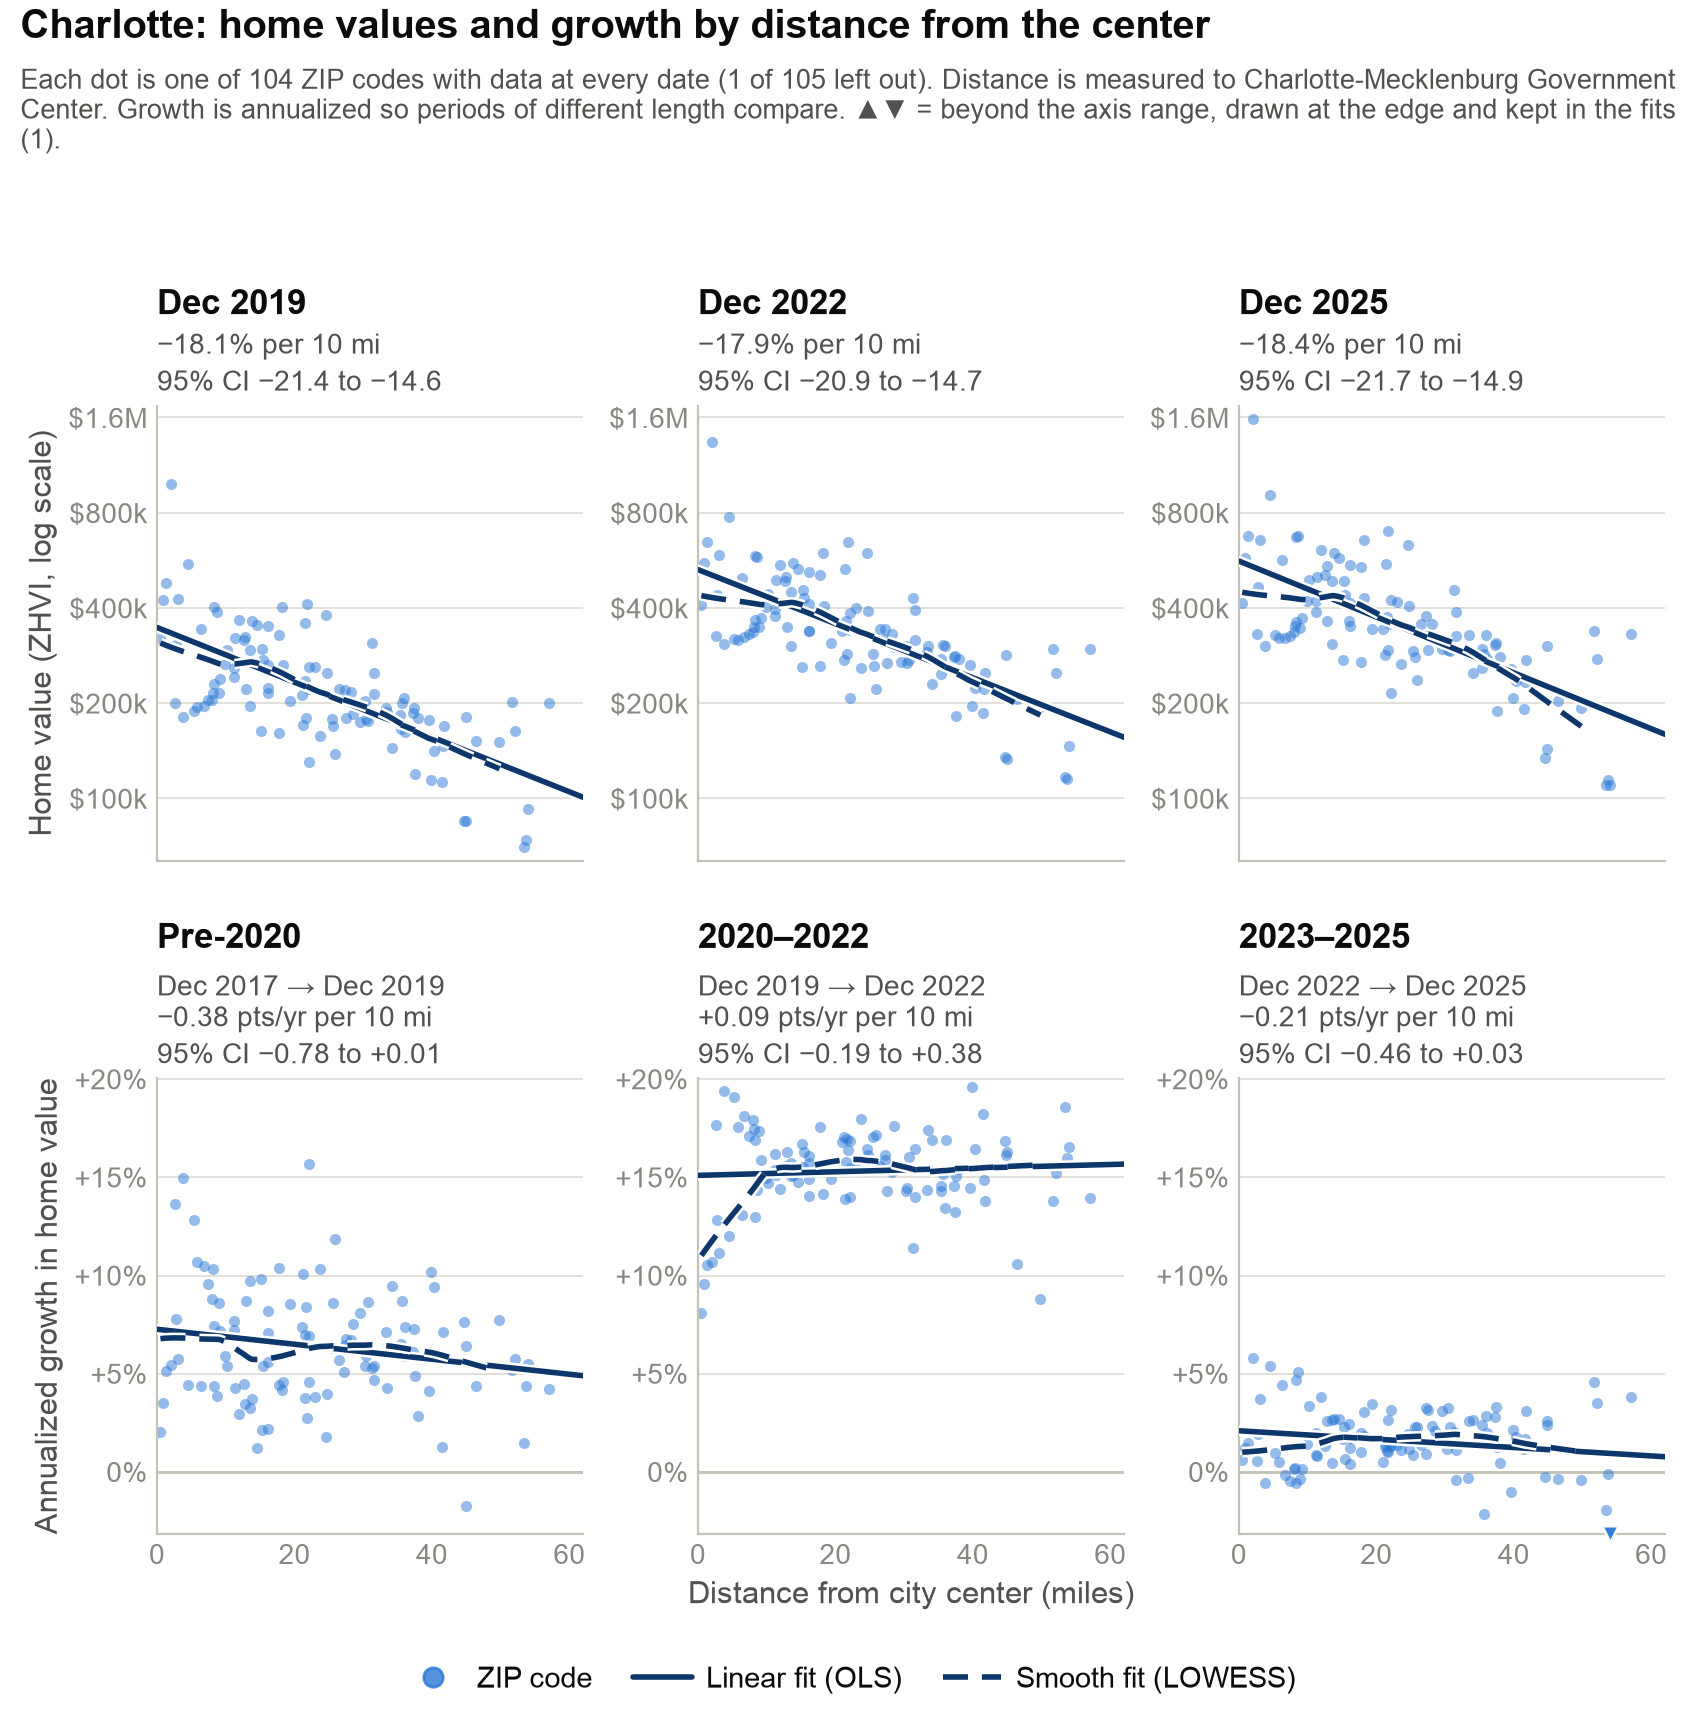 Charlotte: home values and growth by distance from the center
Each dot is one of 104 ZIP codes with data at every date (1 of 105 left out). Distance is measured to Charlotte-Mecklenburg Government
Center. Growth is annualized so periods of different length compare. ▲▼ = beyond the axis range, drawn at the edge and kept in the fits
(1).
Dec 2019
−18.1% per 10 mi
95% CI −21.4 to −14.6
Dec 2022
−17.9% per 10 mi
95% CI −20.9 to −14.7
Dec 2025
−18.4% per 10 mi
95% CI −21.7 to −14.9
Home value (ZHVI, log scale)
$1.6M
$800k
$400k
$200k
$100k
$1.6M
$800k
$400k
$200k
$100k
$1.6M
$800k
$400k
$200k
$100k
Pre-2020
Dec 2017 → Dec 2019
−0.38 pts/yr per 10 mi
95% CI −0.78 to +0.01
2020–2022
Dec 2019 → Dec 2022
+0.09 pts/yr per 10 mi
95% CI −0.19 to +0.38
2023–2025
Dec 2022 → Dec 2025
−0.21 pts/yr per 10 mi
95% CI −0.46 to +0.03
Annualized growth in home value
+20%
+15%
+10%
+5%
0%
0 20 40 60
+20%
+15%
+10%
+5%
0%
0 20 40 60
+20%
+15%
+10%
+5%
0%
0 20 40 60
Distance from city center (miles)
ZIP code
Linear fit (OLS)
Smooth fit (LOWESS)